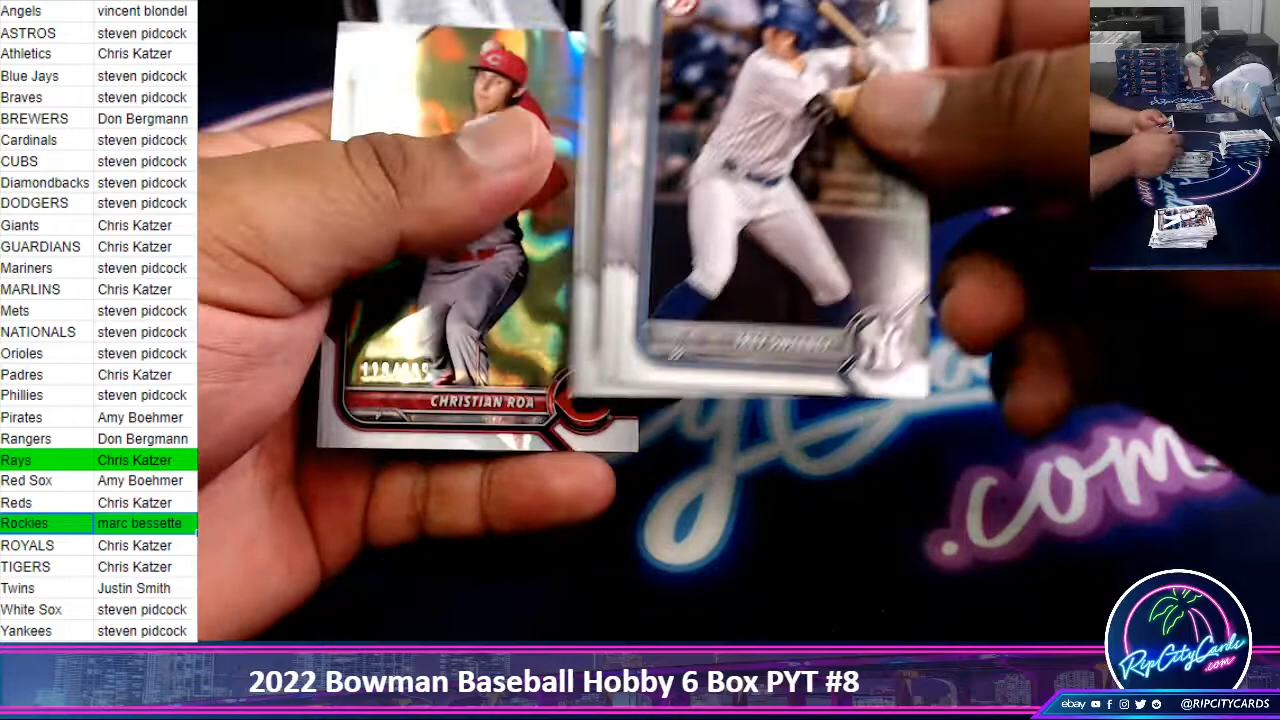 Angels vincent blondel
ASTROS steven pidcock
Athletics Chris Katzer
Blue Jays steven pidcock
Braves steven pidcock
BREWERS Don Bergmann
Cardinals steven pidcock
CUBS steven pidcock
Diamondbacks steven pidcock
DODGERS steven pidcock
Giants Chris Katzer
GUARDIANS Chris Katzer
Mariners steven pidcock
MARLINS Chris Katzer
Mets steven pidcock
NATIONALS steven pidcock
Orioles steven pidcock
Padres Chris Katzer
Phillies steven pidcock
Pirates Amy Boehmer
Rangers Don Bergmann
Rays Chris Katzer
Red Sox Amy Boehmer
Reds Chris Katzer
Rockies marc bessette
ROYALS Chris Katzer
TIGERS Chris Katzer
Twins Justin Smith
White Sox steven pidcock
Yankees steven pidcock
CHRISTIAN ROA
.com
2022 Bowman Baseball Hobby 6 Box PYT #8
RipCityCards
.com
ebay @RIPCITYCARDS